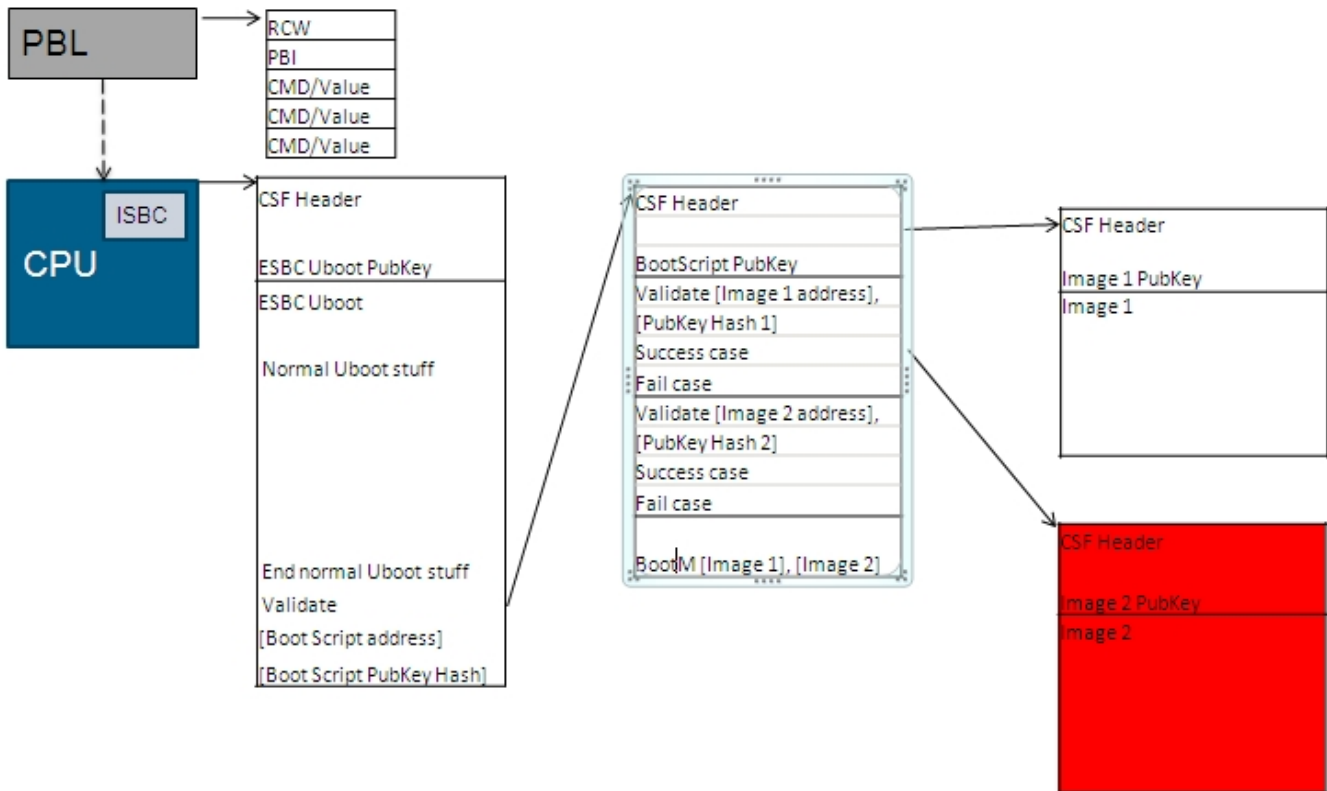 PBL
RCW
PBI
CMD/Value
CMD/Value
CMD/Value
CPU
ISBC
CSF Header
ESBC Uboot PubKey
ESBC Uboot
Normal Uboot stuff
End normal Uboot stuff
Validate
[Boot Script address]
[Boot Script PubKey Hash]
CSF Header
BootScript PubKey
Validate [Image 1 address],
[PubKey Hash 1]
Success case
Fail case
Validate [Image 2 address],
[PubKey Hash 2]
Success case
Fail case
BootM [Image 1], [Image 2]
CSF Header
Image 1 PubKey
Image 1
CSF Header
Image 2 PubKey
Image 2